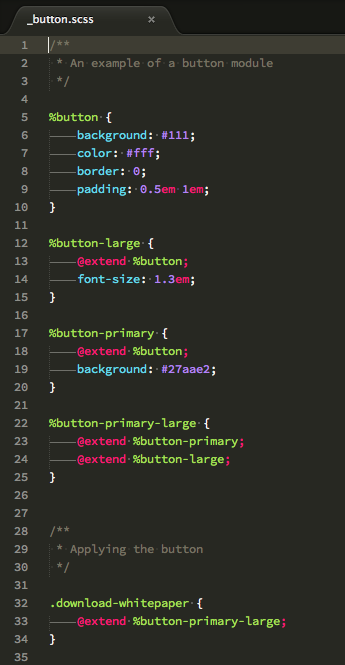 _button.scss ×
1 /**
2  * An example of a button module
3  */
4
5 %button {
6     background: #111;
7     color: #fff;
8     border: 0;
9     padding: 0.5em 1em;
10 }
11
12 %button-large {
13     @extend %button;
14     font-size: 1.3em;
15 }
16
17 %button-primary {
18     @extend %button;
19     background: #27aae2;
20 }
21
22 %button-primary-large {
23     @extend %button-primary;
24     @extend %button-large;
25 }
26
27
28 /**
29  * Applying the button
30  */
31
32 .download-whitepaper {
33     @extend %button-primary-large;
34 }
35